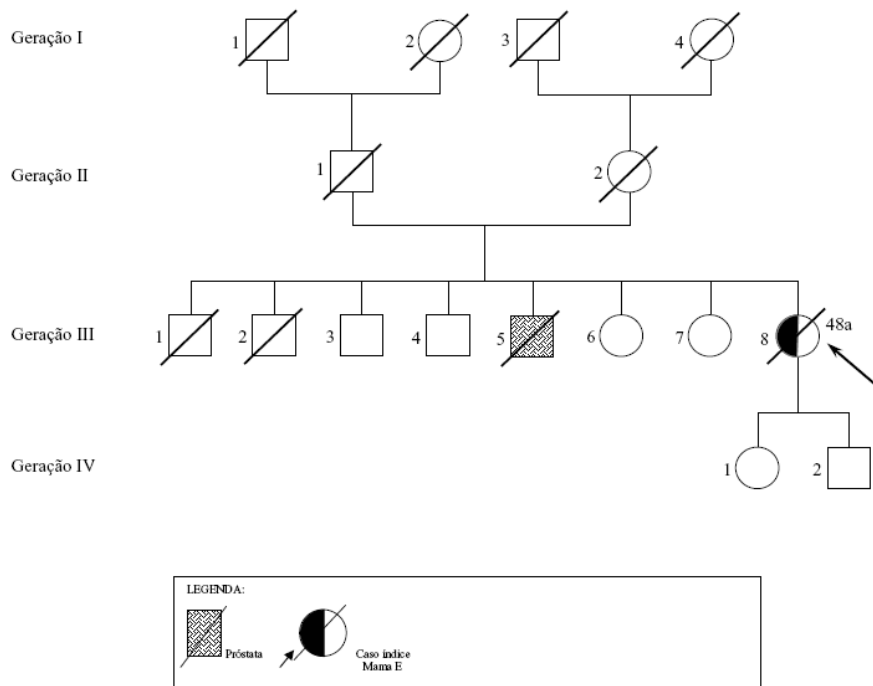 Geração I
1
2
3
4
Geração II
1
2
Geração III
1
2
3
4
5
6
7
8
48a
Geração IV
1
2
LEGENDA:
Próstata
Caso índice
Mama E